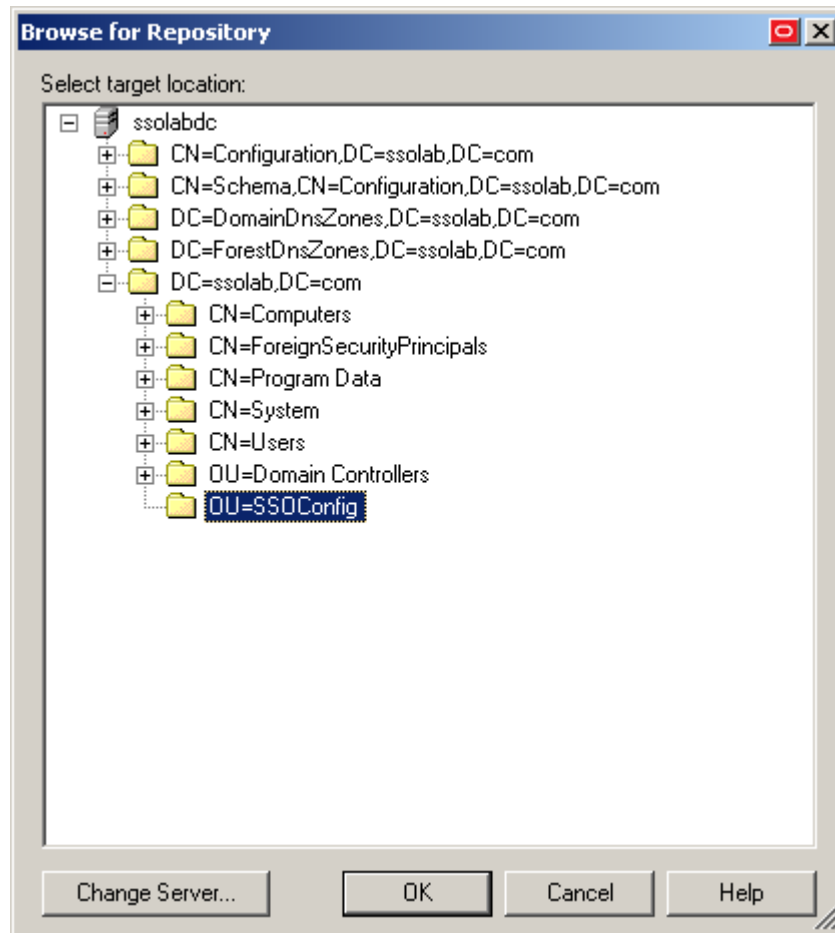 Browse for Repository
Select target location:
ssolabdc
CN=Configuration,DC=ssolab,DC=com
CN=Schema,CN=Configuration,DC=ssolab,DC=com
DC=DomainDnsZones,DC=ssolab,DC=com
DC=ForestDnsZones,DC=ssolab,DC=com
DC=ssolab,DC=com
CN=Computers
CN=ForeignSecurityPrincipals
CN=Program Data
CN=System
CN=Users
OU=Domain Controllers
OU=SSOConfig
Change Server... OK Cancel Help